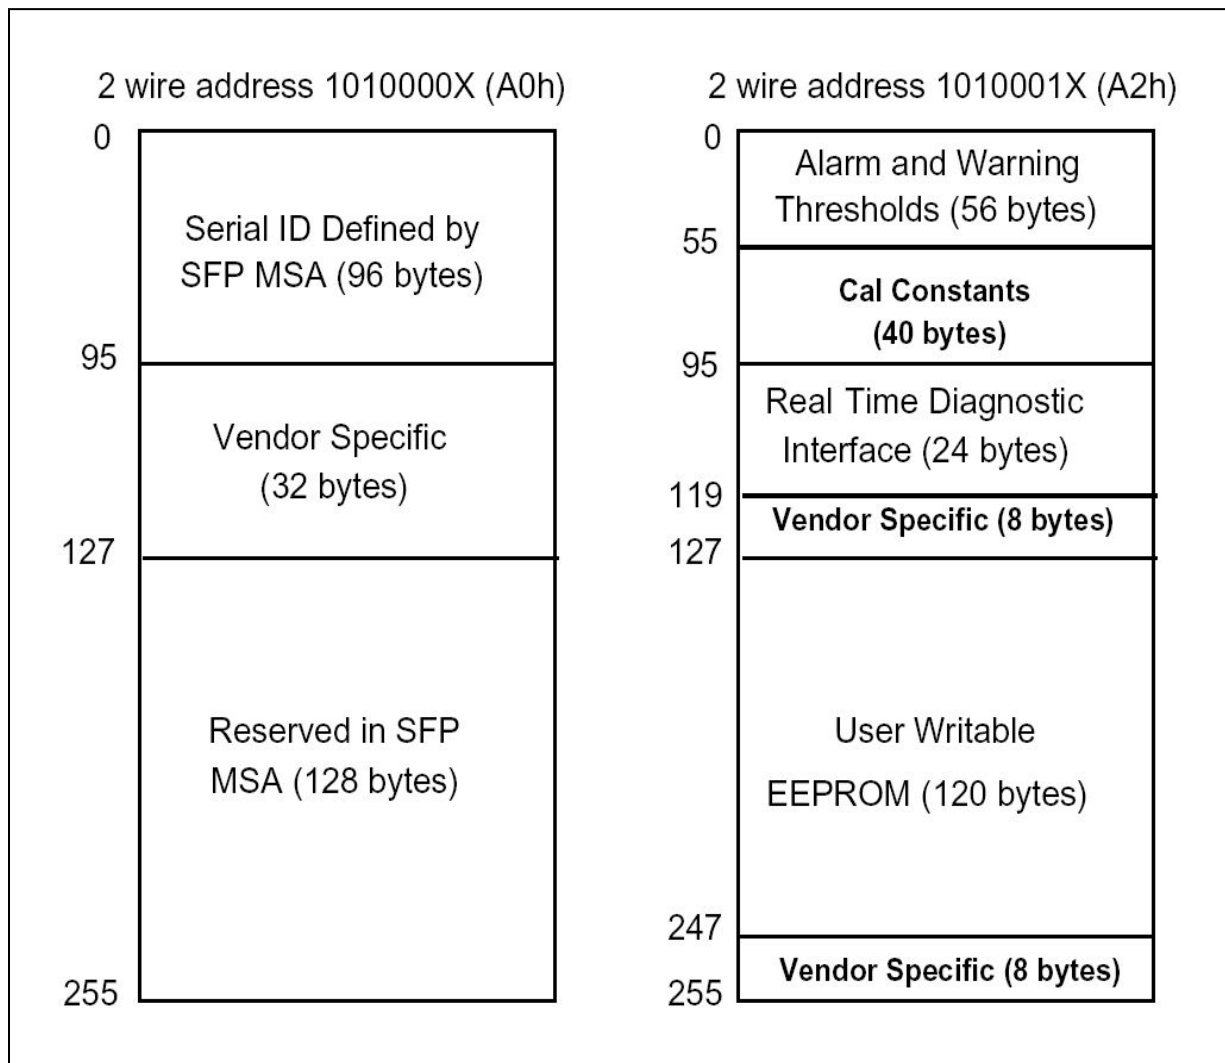 2 wire address 1010000X (A0h)
0
Serial ID Defined by
SFP MSA (96 bytes)
95
Vendor Specific
(32 bytes)
127
Reserved in SFP
MSA (128 bytes)
255
2 wire address 1010001X (A2h)
0
Alarm and Warning
Thresholds (56 bytes)
55
Cal Constants
(40 bytes)
95
Real Time Diagnostic
Interface (24 bytes)
119
Vendor Specific (8 bytes)
127
User Writable
EEPROM (120 bytes)
247
Vendor Specific (8 bytes)
255